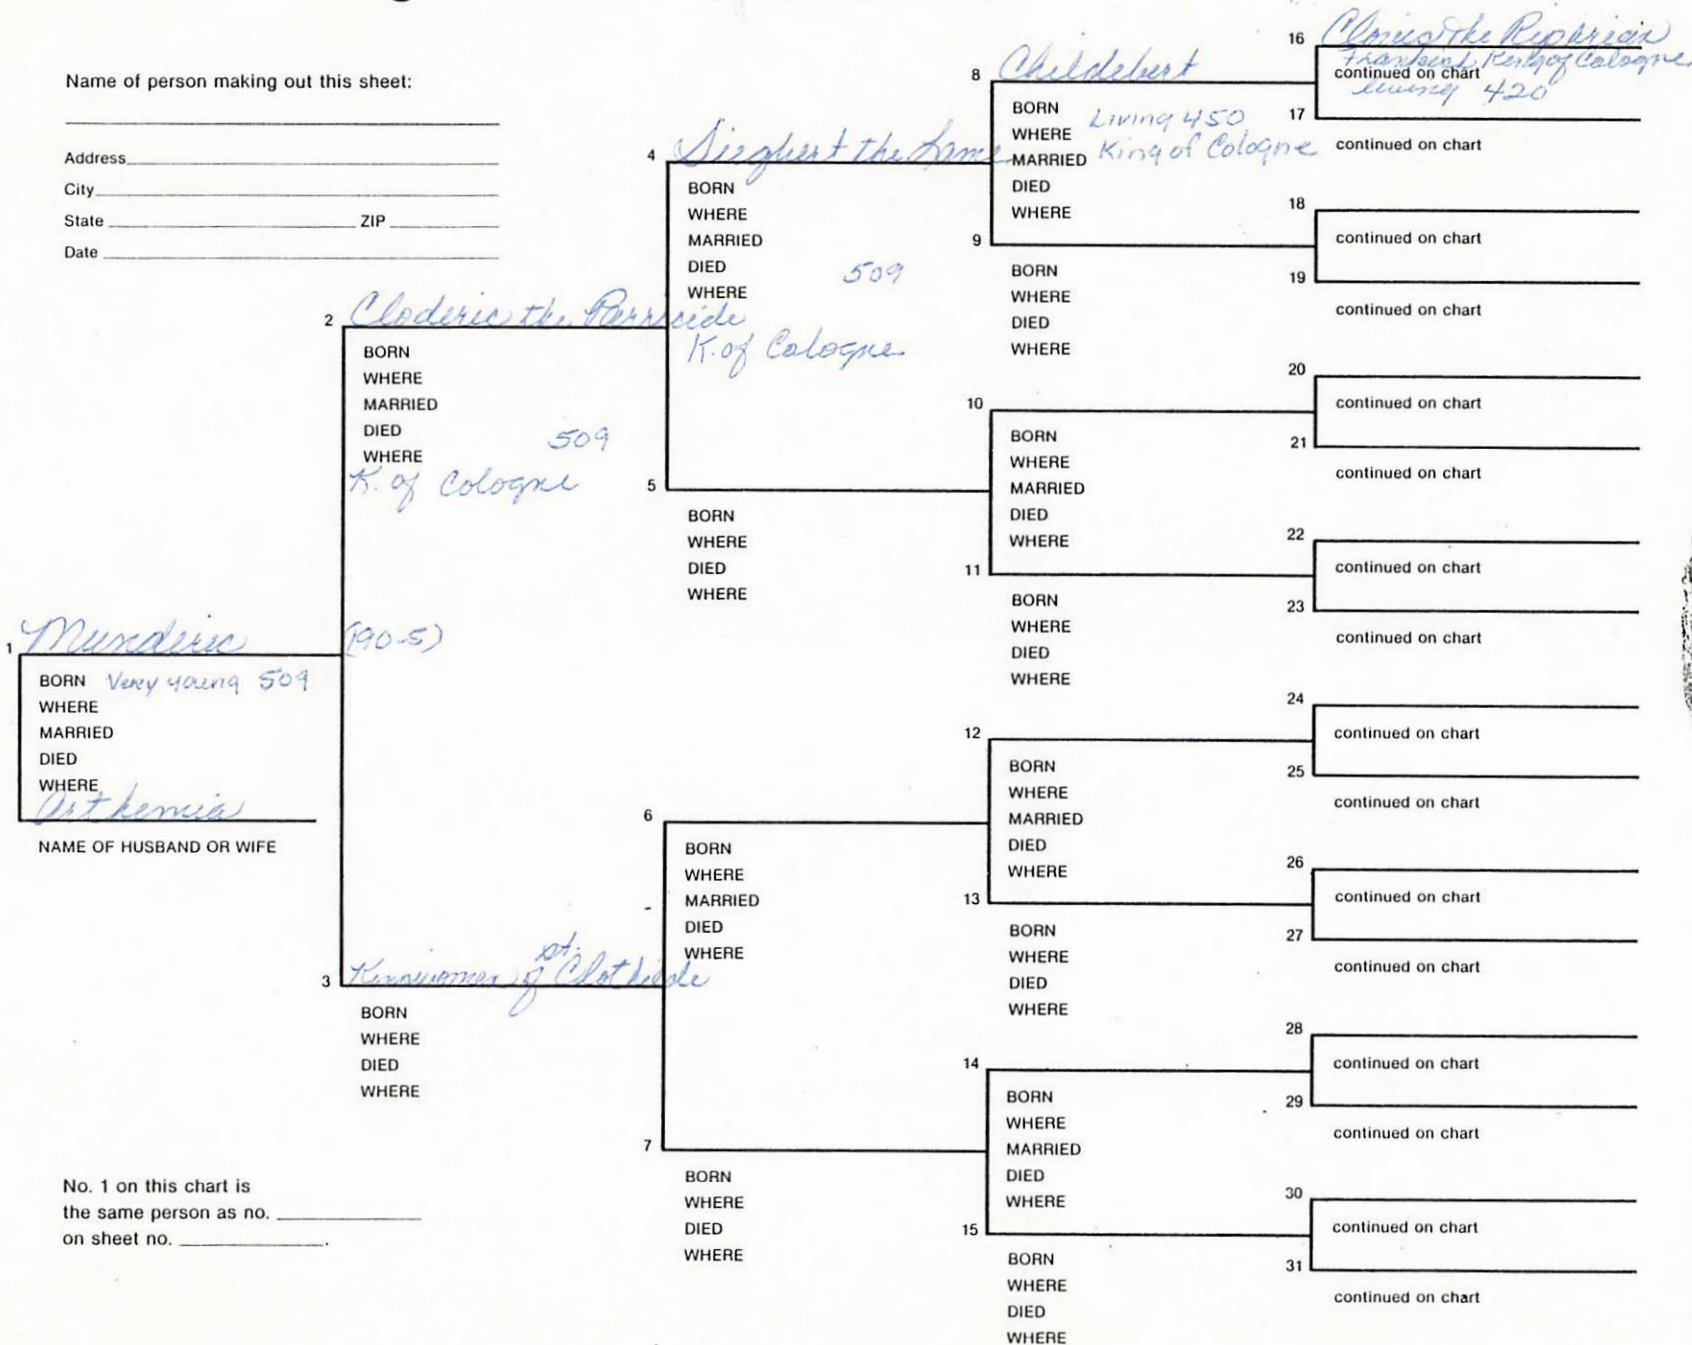 Name of person making out this sheet:
Address
City
State ZIP
Date
1 Munderic (190-5)
BORN Very young 509
WHERE
MARRIED
DIED
WHERE
Arthemia
NAME OF HUSBAND OR WIFE
2 Cloderic the Parricide
BORN
WHERE
MARRIED
DIED 509
WHERE
K. of Cologne
3 Kinswoman of St. Clothilde
BORN
WHERE
DIED
WHERE
4 Siegbert the Lame
BORN
WHERE
MARRIED
DIED 509
WHERE
K. of Cologne
5
BORN
WHERE
DIED
WHERE
6
BORN
WHERE
MARRIED
DIED
WHERE
7
BORN
WHERE
DIED
WHERE
8 Childebert
BORN
WHERE Living 450
MARRIED King of Cologne
DIED
WHERE
9
BORN
WHERE
DIED
WHERE
10
BORN
WHERE
MARRIED
DIED
WHERE
11
BORN
WHERE
DIED
WHERE
12
BORN
WHERE
MARRIED
DIED
WHERE
13
BORN
WHERE
DIED
WHERE
14
BORN
WHERE
MARRIED
DIED
WHERE
15
BORN
WHERE
DIED
WHERE
16 the Riparian
King of Cologne
continued on chart
living 420
17
continued on chart
18
continued on chart
19
continued on chart
20
continued on chart
21
continued on chart
22
continued on chart
23
continued on chart
24
continued on chart
25
continued on chart
26
continued on chart
27
continued on chart
28
continued on chart
29
continued on chart
30
continued on chart
31
continued on chart
No. 1 on this chart is
the same person as no.
on sheet no. .